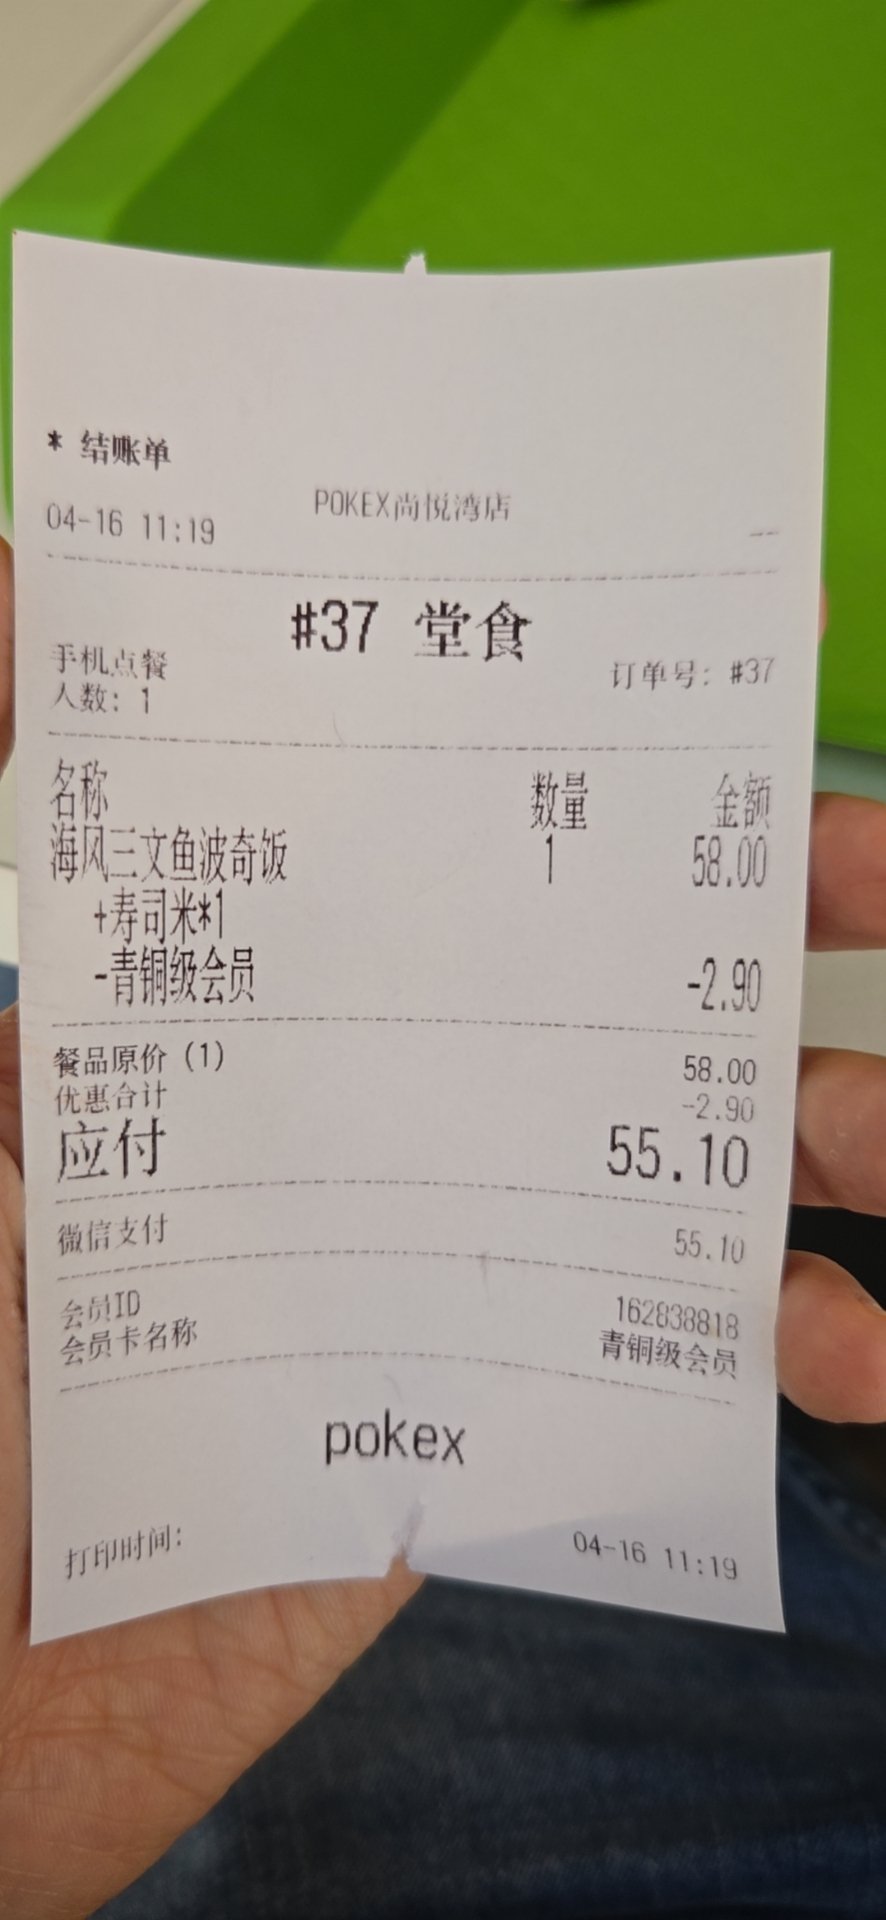 * 结账单
POKEX尚悦湾店
04-16 11:19 --
#37 堂食
手机点餐 订单号: #37
人数: 1
名称 数量 金额
海风三文鱼波奇饭 1 58.00
+寿司米*1
-青铜级会员 -2.90
餐品原价 (1) 58.00
优惠合计 -2.90
应付 55.10
微信支付 55.10
会员ID 162838818
会员卡名称 青铜级会员
pokex
打印时间: 04-16 11:19